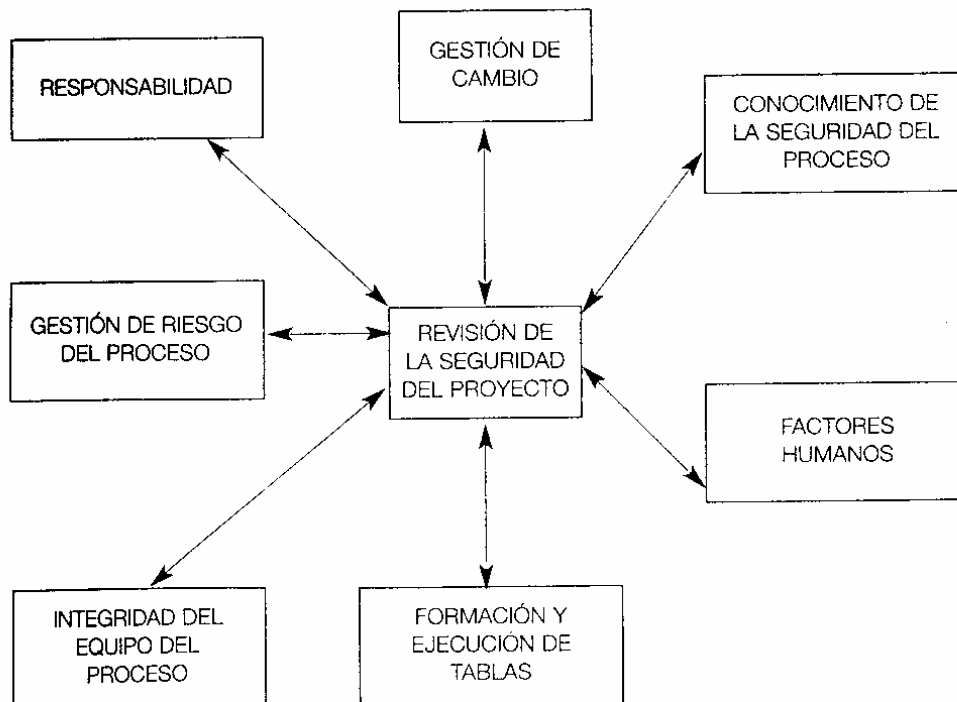 RESPONSABILIDAD
GESTIÓN DE
CAMBIO
CONOCIMIENTO DE
LA SEGURIDAD DEL
PROCESO
GESTIÓN DE RIESGO
DEL PROCESO
REVISIÓN DE
LA SEGURIDAD
DEL PROYECTO
FACTORES
HUMANOS
INTEGRIDAD DEL
EQUIPO DEL
PROCESO
FORMACIÓN Y
EJECUCIÓN DE
TABLAS